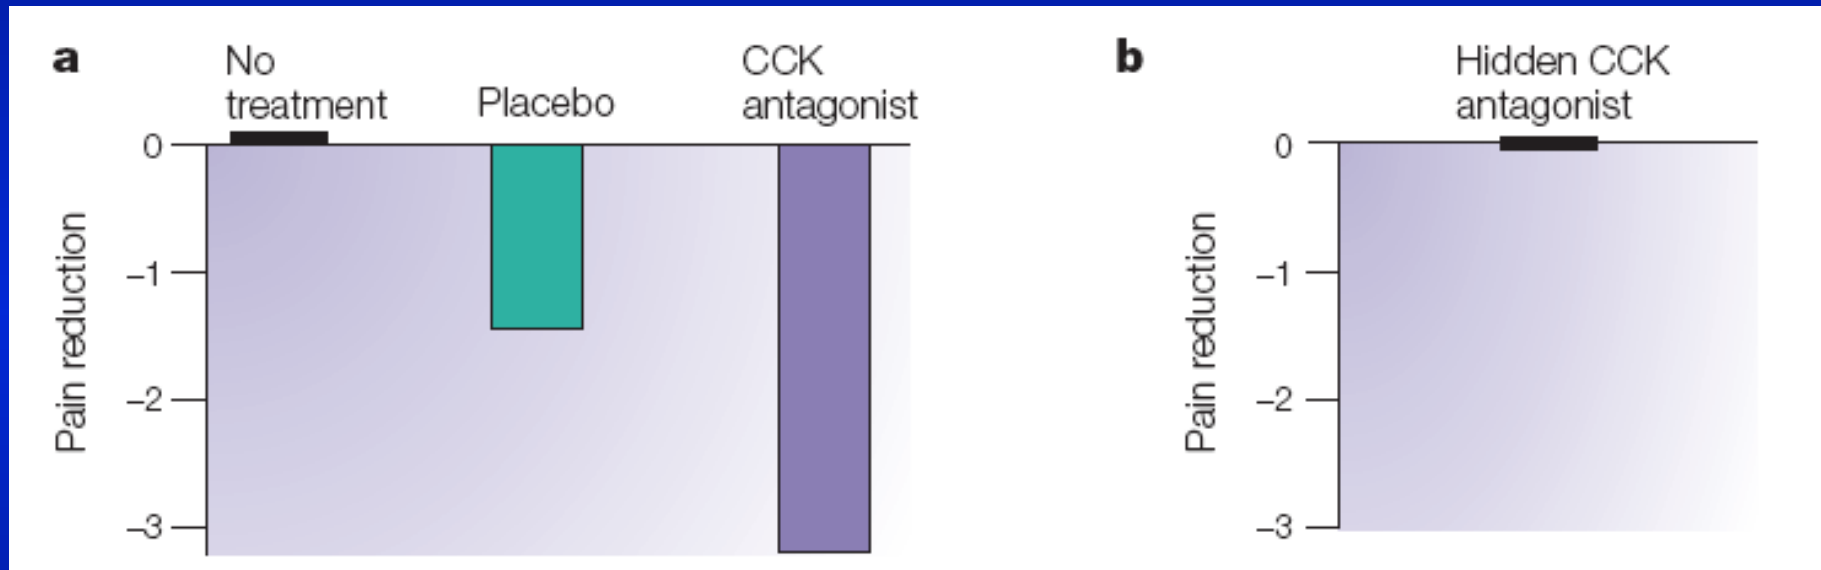 a
No
treatment
Placebo
CCK
antagonist
0
–1
–2
–3
Pain reduction
b
Hidden CCK
antagonist
0
–1
–2
–3
Pain reduction